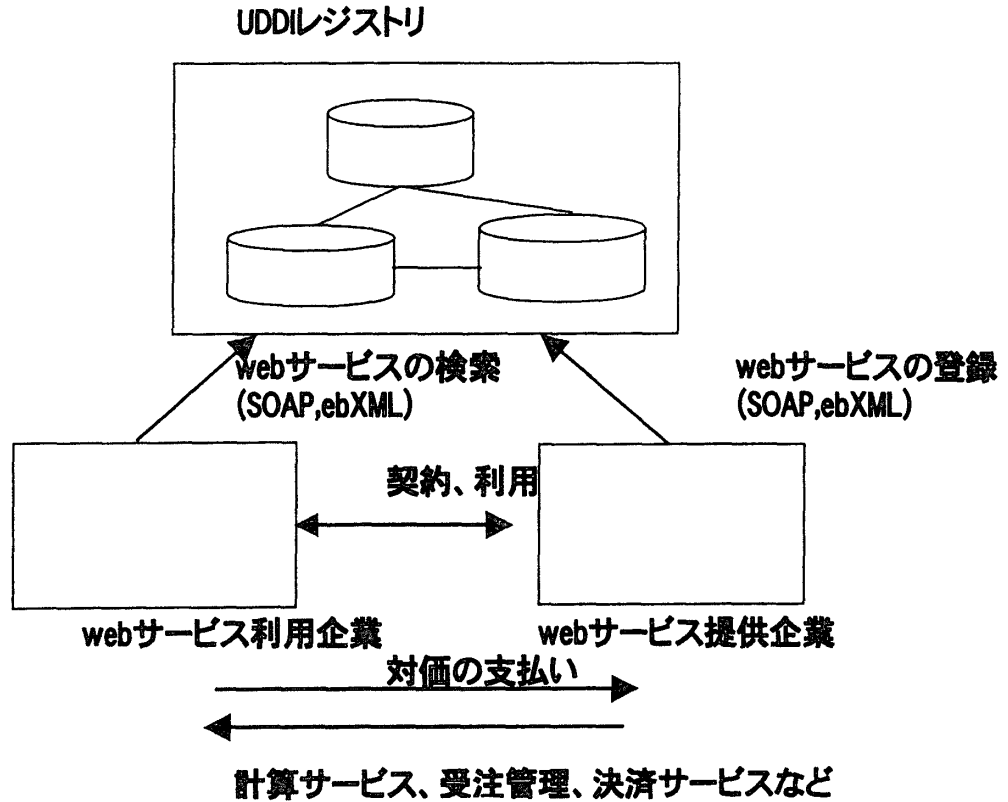 UDDIレジストリ
webサービスの検索
(SOAP,ebXML)
webサービスの登録
(SOAP,ebXML)
契約、利用
webサービス利用企業
webサービス提供企業
対価の支払い
計算サービス、受注管理、決済サービスなど